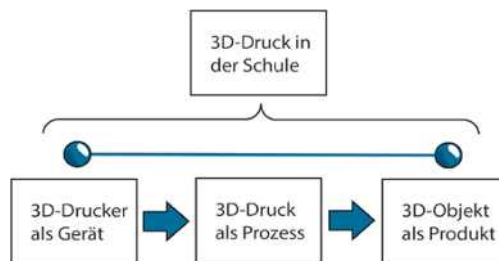 3D-Druck in
der Schule
3D-Drucker
als Gerät
3D-Druck
als Prozess
3D-Objekt
als Produkt